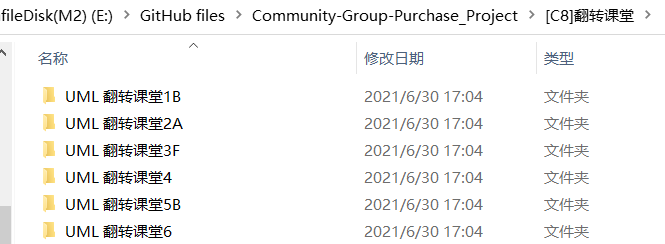 fileDisk(M2) (E:) > GitHub files > Community-Group-Purchase_Project > [C8]翻转课堂 >
名称 修改日期 类型
UML 翻转课堂1B 2021/6/30 17:04 文件夹
UML 翻转课堂2A 2021/6/30 17:04 文件夹
UML 翻转课堂3F 2021/6/30 17:04 文件夹
UML 翻转课堂4 2021/6/30 17:04 文件夹
UML 翻转课堂5B 2021/6/30 17:04 文件夹
UML 翻转课堂6 2021/6/30 17:04 文件夹